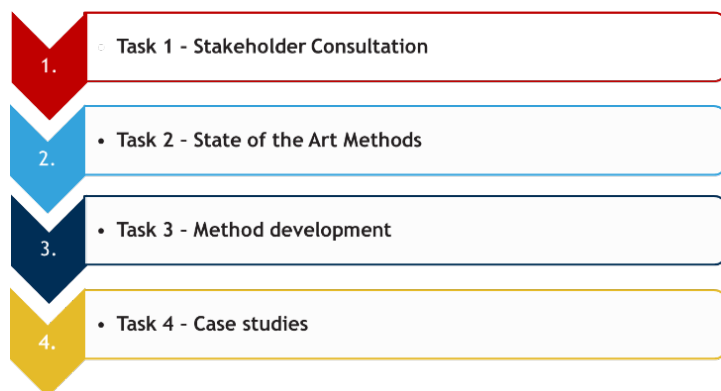 1.
Task 1 – Stakeholder Consultation
2.
• Task 2 – State of the Art Methods
3.
• Task 3 – Method development
4.
• Task 4 – Case studies